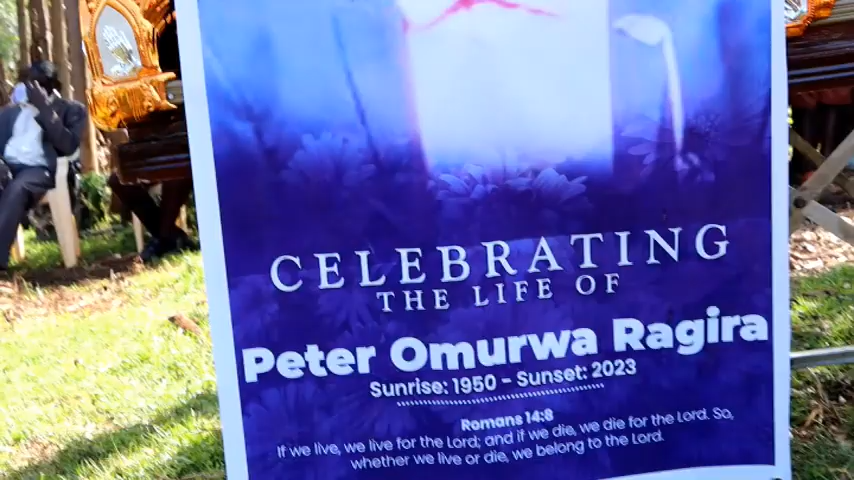 CELEBRATING
THE LIFE OF
Peter Omurwa Ragira
Sunrise: 1950 - Sunset: 2023
Romans 14:8
If we live, we live for the Lord; and if we die, we die for the Lord. So,
whether we live or die, we belong to the Lord.